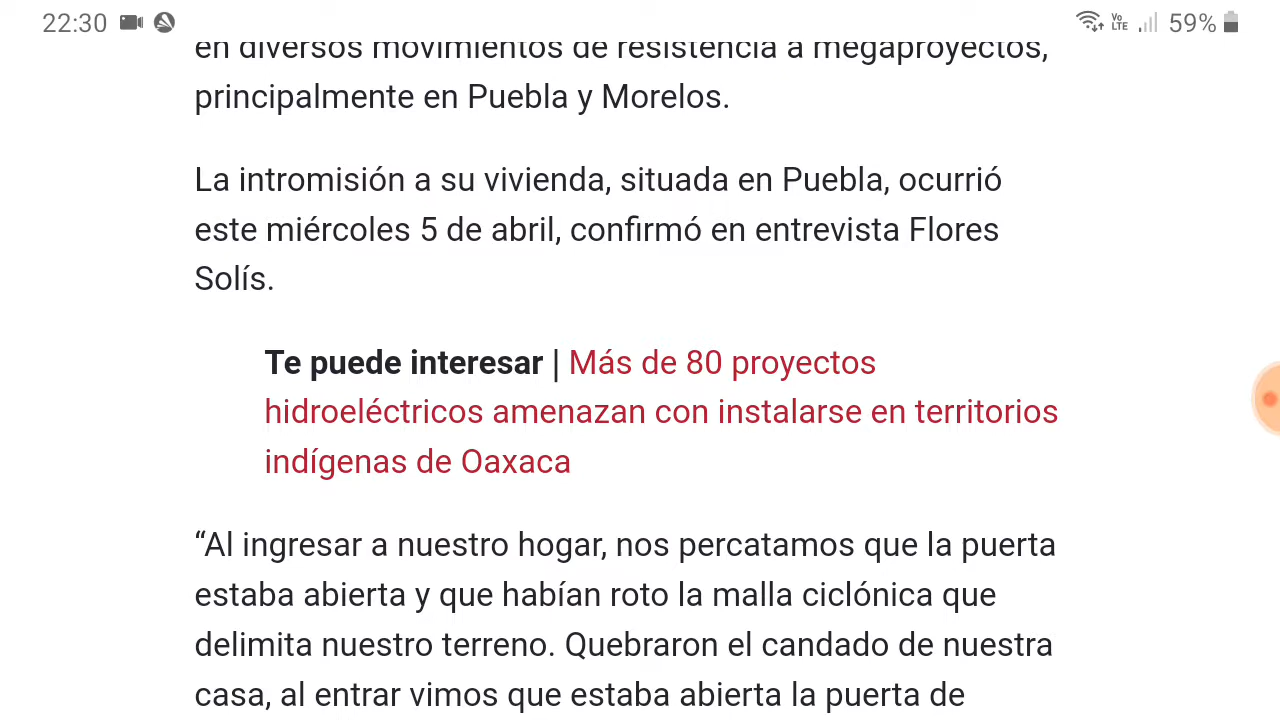 22:30 Vo LTE 59%
en diversos movimientos de resistencia a megaproyectos,
principalmente en Puebla y Morelos.
La intromisión a su vivienda, situada en Puebla, ocurrió
este miércoles 5 de abril, confirmó en entrevista Flores
Solís.
Te puede interesar | Más de 80 proyectos
hidroeléctricos amenazan con instalarse en territorios
indígenas de Oaxaca
“Al ingresar a nuestro hogar, nos percatamos que la puerta
estaba abierta y que habían roto la malla ciclónica que
delimita nuestro terreno. Quebraron el candado de nuestra
casa, al entrar vimos que estaba abierta la puerta de